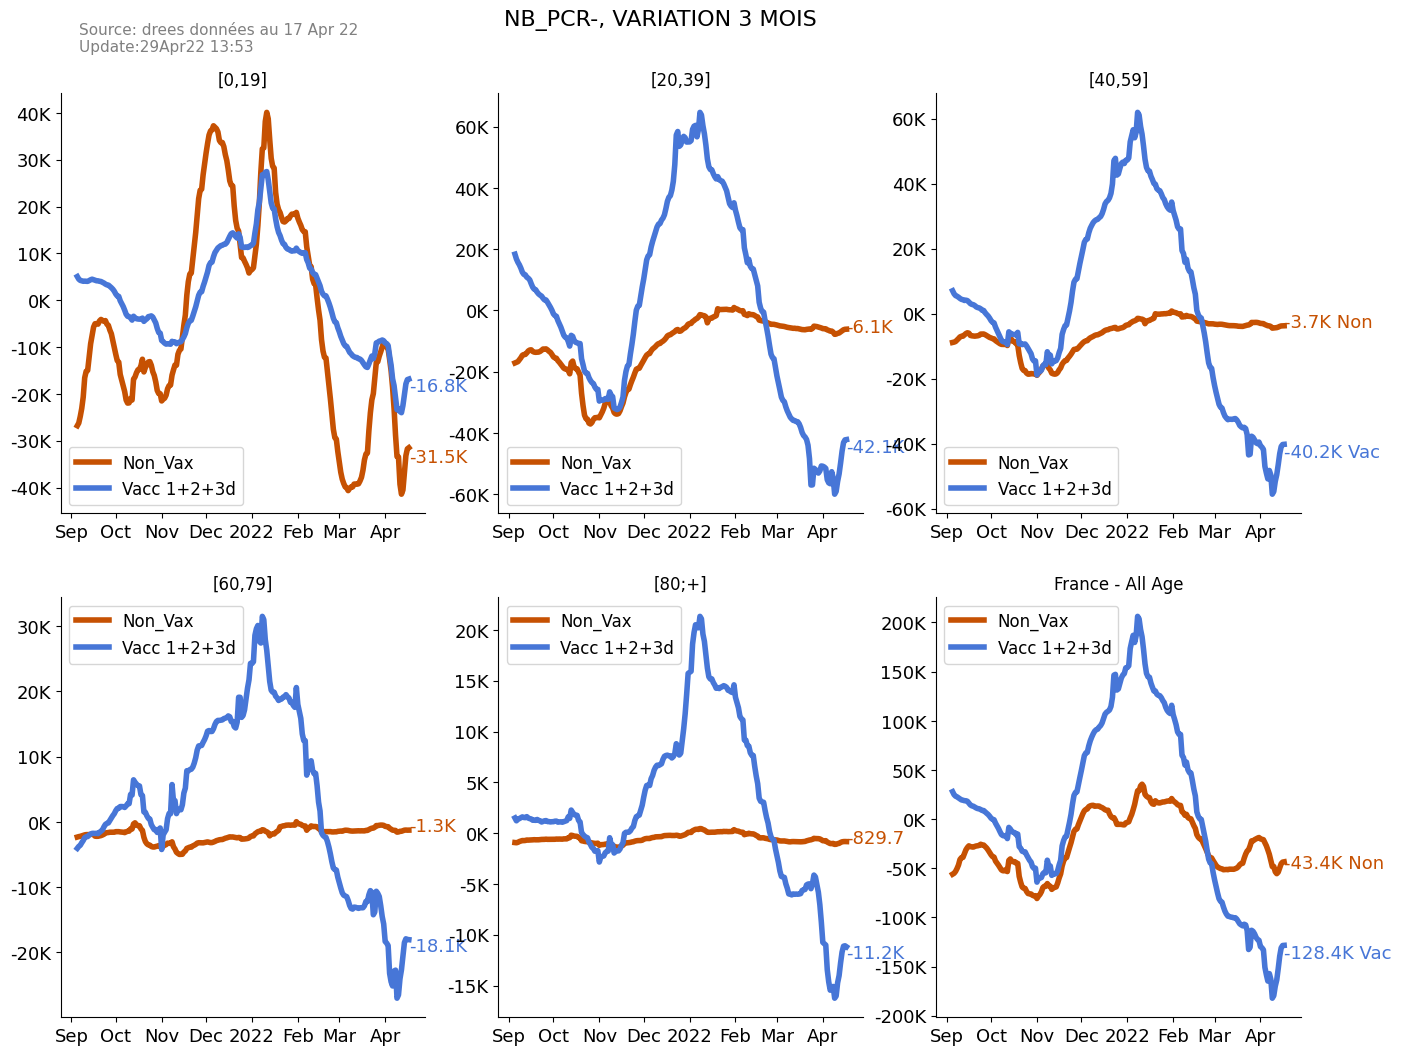 NB_PCR-, VARIATION 3 MOIS
Source: drees données au 17 Apr 22
Update:29Apr22 13:53
[0,19]
40K
30K
20K
10K
0K
-10K
-20K
-30K
-40K
-16.8K
-31.5K
Non_Vax
Vacc 1+2+3d
Sep Oct Nov Dec 2022 Feb Mar Apr
[20,39]
60K
40K
20K
0K
-20K
-40K
-60K
-6.1K
-42.1K
Non_Vax
Vacc 1+2+3d
Sep Oct Nov Dec 2022 Feb Mar Apr
[40,59]
60K
40K
20K
0K
-20K
-40K
-60K
-3.7K Non
-40.2K Vac
Non_Vax
Vacc 1+2+3d
Sep Oct Nov Dec 2022 Feb Mar Apr
[60,79]
Non_Vax
Vacc 1+2+3d
30K
20K
10K
0K
-10K
-20K
-1.3K
-18.1K
Sep Oct Nov Dec 2022 Feb Mar Apr
[80;+]
Non_Vax
Vacc 1+2+3d
20K
15K
10K
5K
0K
-5K
-10K
-15K
-829.7
-11.2K
Sep Oct Nov Dec 2022 Feb Mar Apr
France - All Age
Non_Vax
Vacc 1+2+3d
200K
150K
100K
50K
0K
-50K
-100K
-150K
-200K
-43.4K Non
-128.4K Vac
Sep Oct Nov Dec 2022 Feb Mar Apr